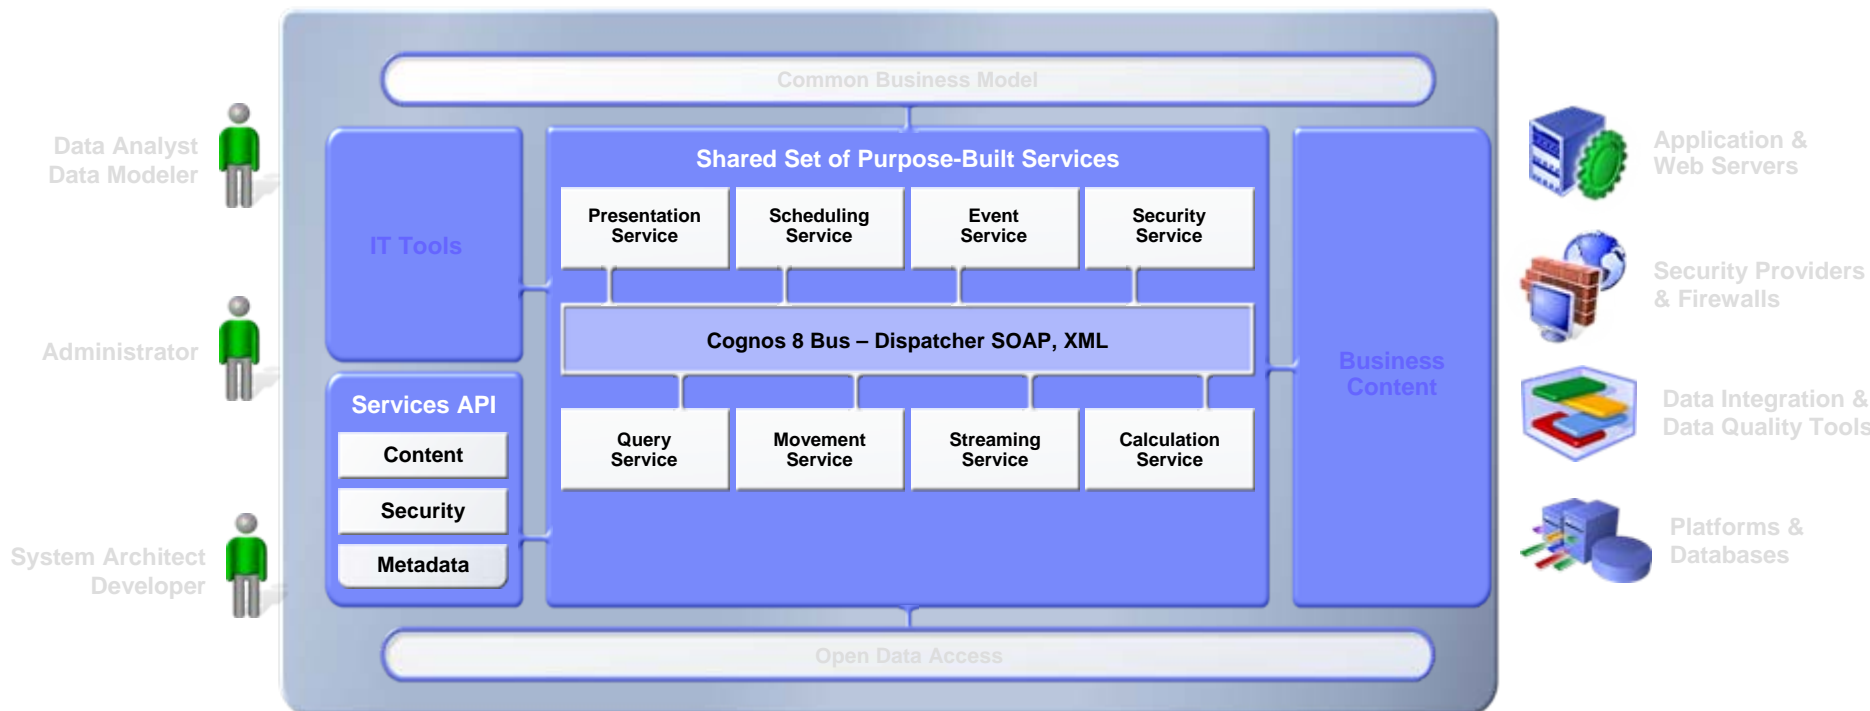 Common Business Model
Data Analyst
Data Modeler
Administrator
System Architect
Developer
IT Tools
Services API
Content
Security
Metadata
Shared Set of Purpose-Built Services
Presentation
Service
Scheduling
Service
Event
Service
Security
Service
Cognos 8 Bus – Dispatcher SOAP, XML
Query
Service
Movement
Service
Streaming
Service
Calculation
Service
Business
Content
Open Data Access
Application &
Web Servers
Security Providers
& Firewalls
Data Integration &
Data Quality Tools
Platforms &
Databases